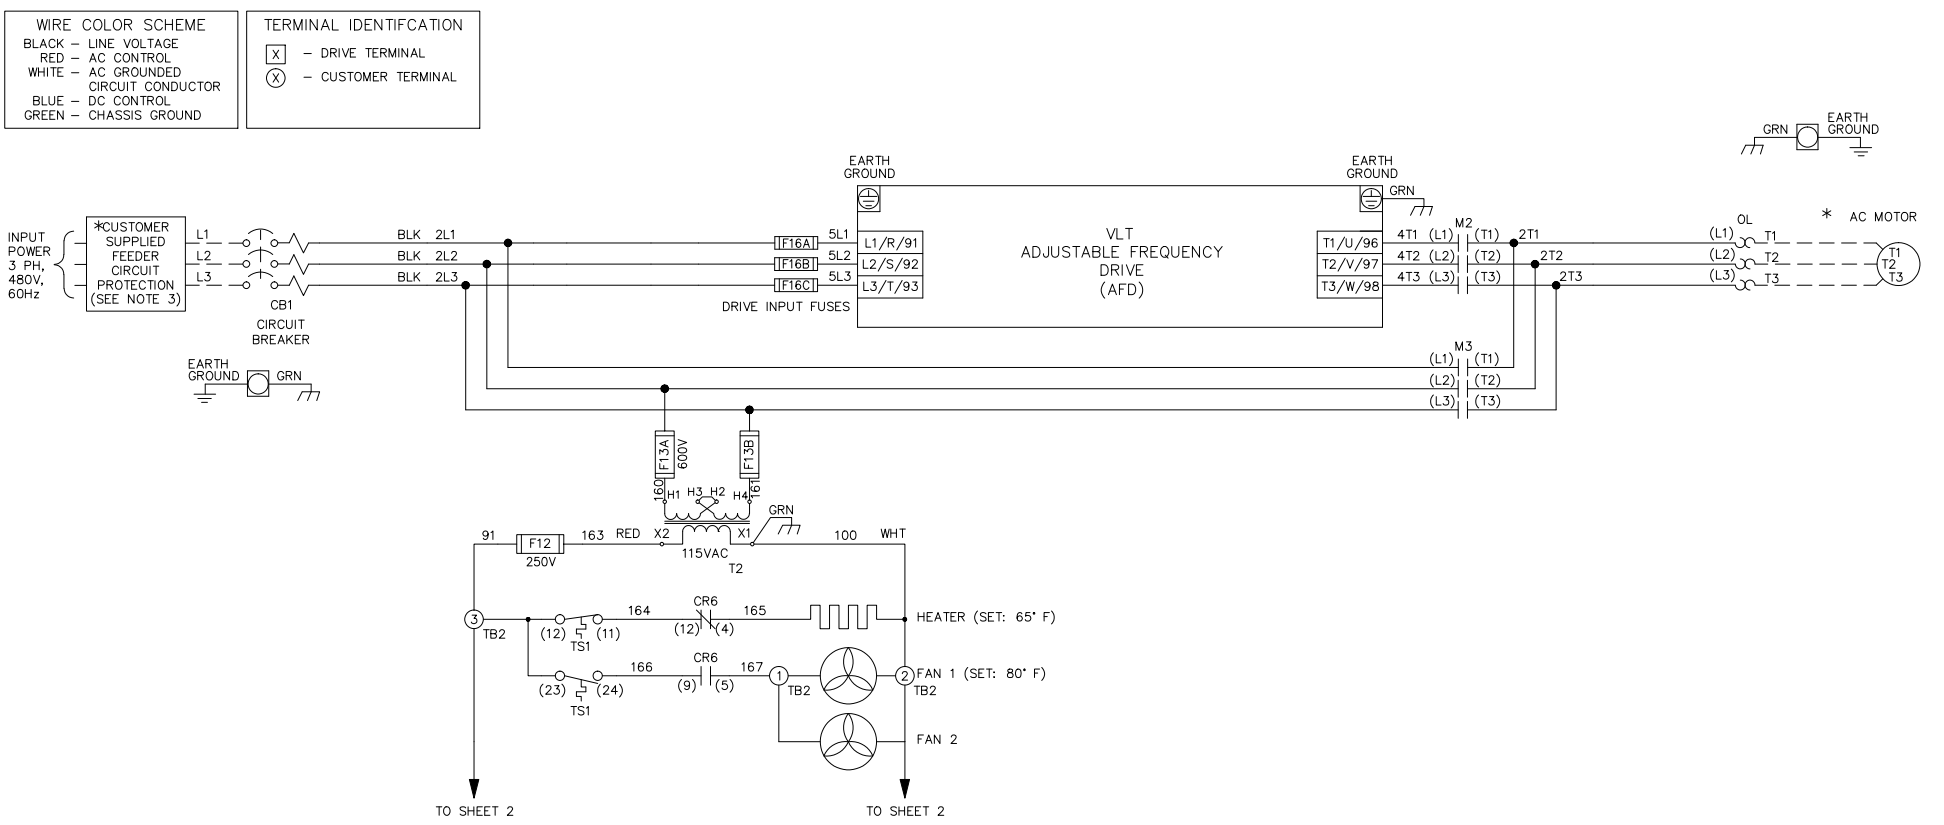 WIRE COLOR SCHEME
BLACK – LINE VOLTAGE
RED – AC CONTROL
WHITE – AC GROUNDED
CIRCUIT CONDUCTOR
BLUE – DC CONTROL
GREEN – CHASSIS GROUND
TERMINAL IDENTIFCATION
X – DRIVE TERMINAL
X – CUSTOMER TERMINAL
INPUT
POWER
3 PH,
480V,
60Hz
*CUSTOMER
SUPPLIED
FEEDER
CIRCUIT
PROTECTION
(SEE NOTE 3)
L1
L2
L3
CB1
CIRCUIT
BREAKER
EARTH
GROUND
GRN
BLK 2L1
BLK 2L2
BLK 2L3
F16A
F16B
F16C
DRIVE INPUT FUSES
5L1
5L2
5L3
EARTH
GROUND
L1/R/91
L2/S/92
L3/T/93
VLT
ADJUSTABLE FREQUENCY
DRIVE
(AFD)
EARTH
GROUND
GRN
T1/U/96
T2/V/97
T3/W/98
4T1 (L1)
4T2 (L2)
4T3 (L3)
M2
(T1) 2T1
(T2) 2T2
(T3) 2T3
M3
(L1) (T1)
(L2) (T2)
(L3) (T3)
GRN
EARTH
GROUND
OL
(L1) T1
(L2) T2
(L3) T3
* AC MOTOR
T1
T2
T3
F13A
600V
F13B
160
161
H1 H3 H2 H4
GRN
91
F12
250V
163 RED X2
X1
115VAC
T2
100 WHT
3
TB2
(12) (11)
TS1
164
CR6
(12) (4)
165
HEATER (SET: 65° F)
(23) (24)
TS1
166
CR6
(9) (5)
167
1
TB2
2
TB2
FAN 1 (SET: 80° F)
FAN 2
TO SHEET 2
TO SHEET 2